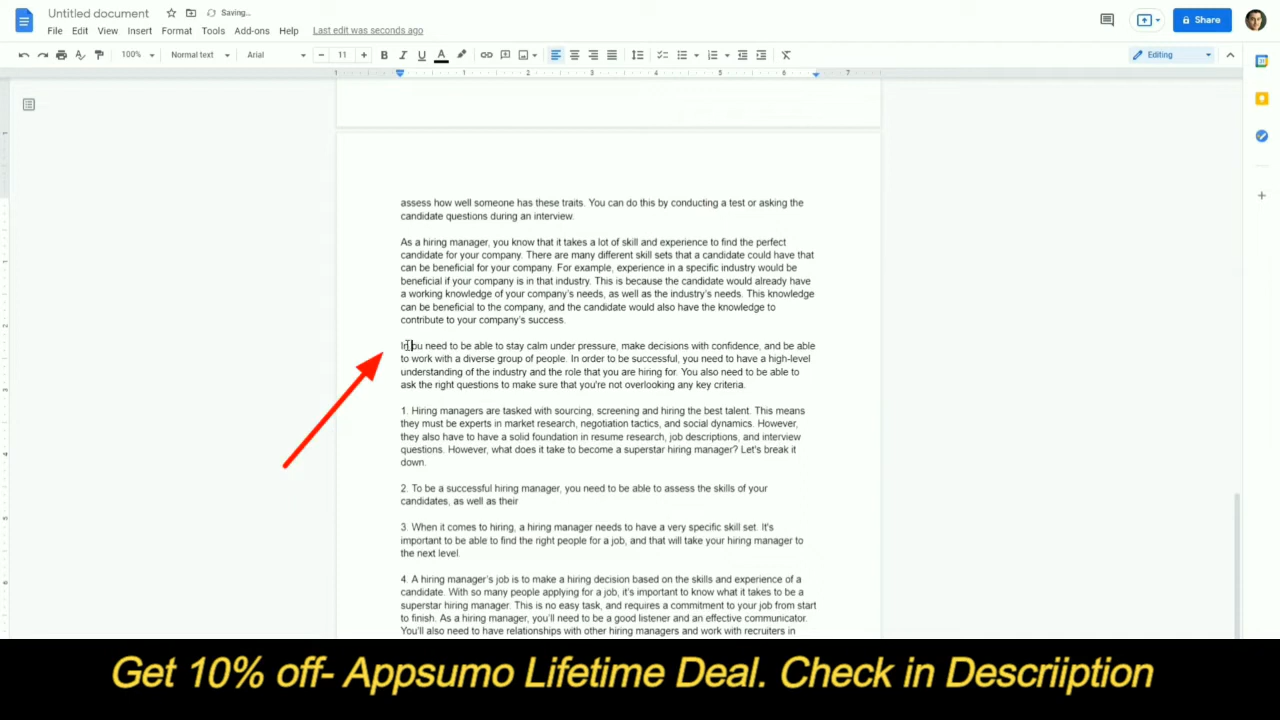 Untitled document
Saving...
File Edit View Insert Format Tools Add-ons Help Last edit was seconds ago
Share
100% Normal text Arial 11 B I U A
Editing
1 1 2 3 4 5 6 7
assess how well someone has these traits. You can do this by conducting a test or asking the
candidate questions during an interview.
As a hiring manager, you know that it takes a lot of skill and experience to find the perfect
candidate for your company. There are many different skill sets that a candidate could have that
can be beneficial for your company. For example, experience in a specific industry would be
beneficial if your company is in that industry. This is because the candidate would already have
a working knowledge of your company's needs, as well as the industry's needs. This knowledge
can be beneficial to the company, and the candidate would also have the knowledge to
contribute to your company's success.
need to be able to stay calm under pressure, make decisions with confidence, and be able
to work with a diverse group of people. In order to be successful, you need to have a high-level
understanding of the industry and the role that you are hiring for. You also need to be able to
ask the right questions to make sure that you're not overlooking any key criteria.
1. Hiring managers are tasked with sourcing, screening and hiring the best talent. This means
they must be experts in market research, negotiation tactics, and social dynamics. However,
they also have to have a solid foundation in resume research, job descriptions, and interview
questions. However, what does it take to become a superstar hiring manager? Let's break it
down.
2. To be a successful hiring manager, you need to be able to assess the skills of your
candidates, as well as their
3. When it comes to hiring, a hiring manager needs to have a very specific skill set. It's
important to be able to find the right people for a job, and that will take your hiring manager to
the next level.
4. A hiring manager's job is to make a hiring decision based on the skills and experience of a
candidate. With so many people applying for a job, it's important to know what it takes to be a
superstar hiring manager. This is no easy task, and requires a commitment to your job from start
to finish. As a hiring manager, you'll need to be a good listener and an effective communicator.
You'll also need to have relationships with other hiring managers and work with recruiters in
Get 10% off- Appsumo Lifetime Deal. Check in Descriiption